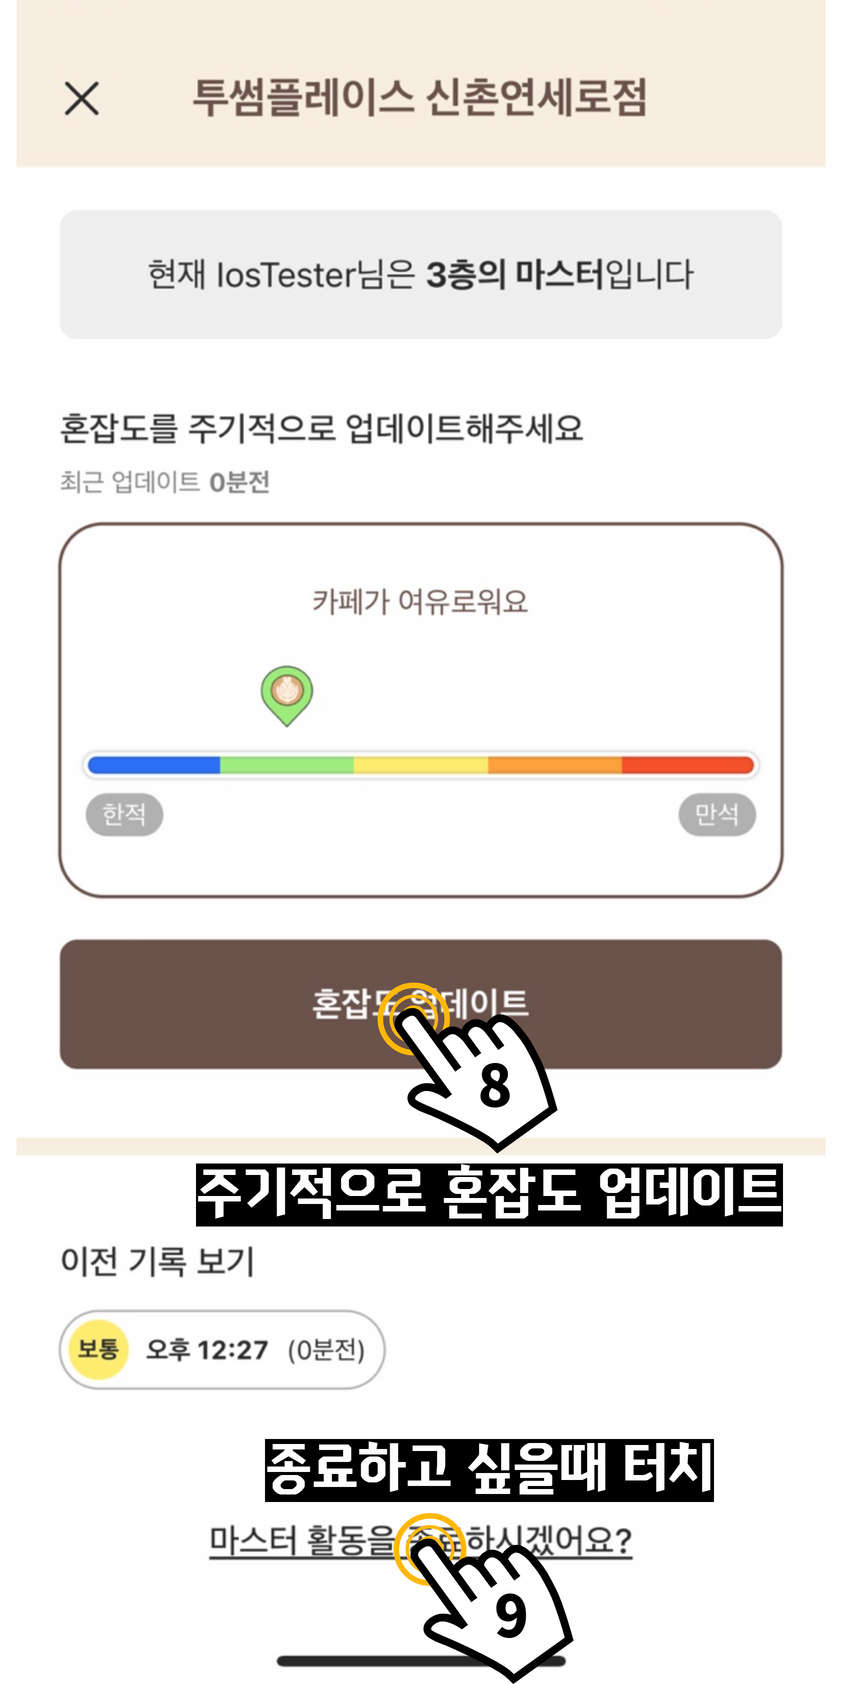 투썸플레이스 신촌연세로점
현재 IosTester님은 3층의 마스터입니다
혼잡도를 주기적으로 업데이트해주세요
최근 업데이트 0분전
카페가 여유로워요
한적 만석
혼잡도 업데이트
8
주기적으로 혼잡도 업데이트
이전 기록 보기
보통 오후 12:27 (0분전)
종료하고 싶을때 터치
마스터 활동을 종료하시겠어요?
9